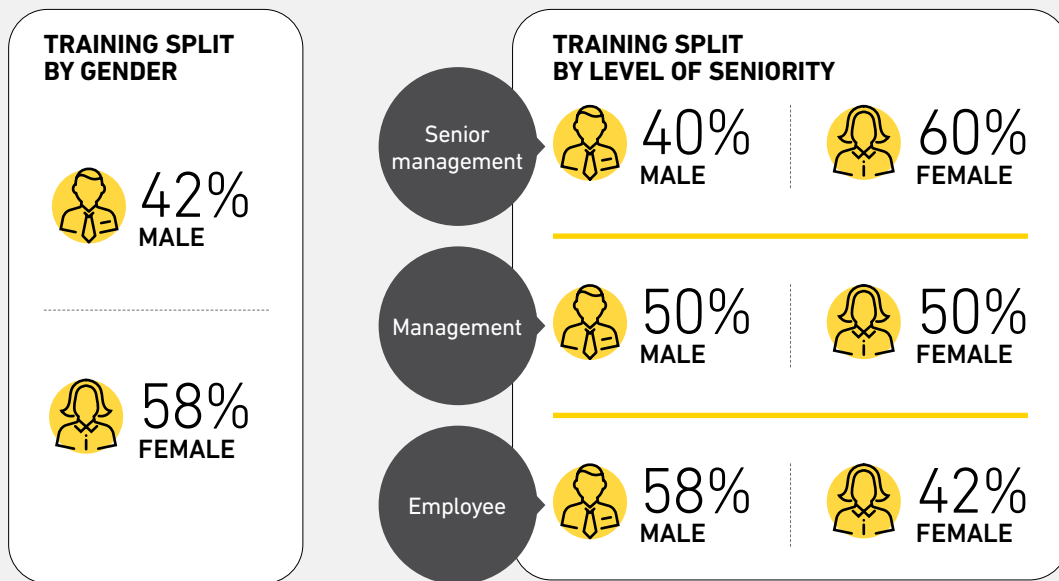 TRAINING SPLIT
BY GENDER
42%
MALE
58%
FEMALE
TRAINING SPLIT
BY LEVEL OF SENIORITY
Senior
management
40%
MALE
60%
FEMALE
Management
50%
MALE
50%
FEMALE
Employee
58%
MALE
42%
FEMALE